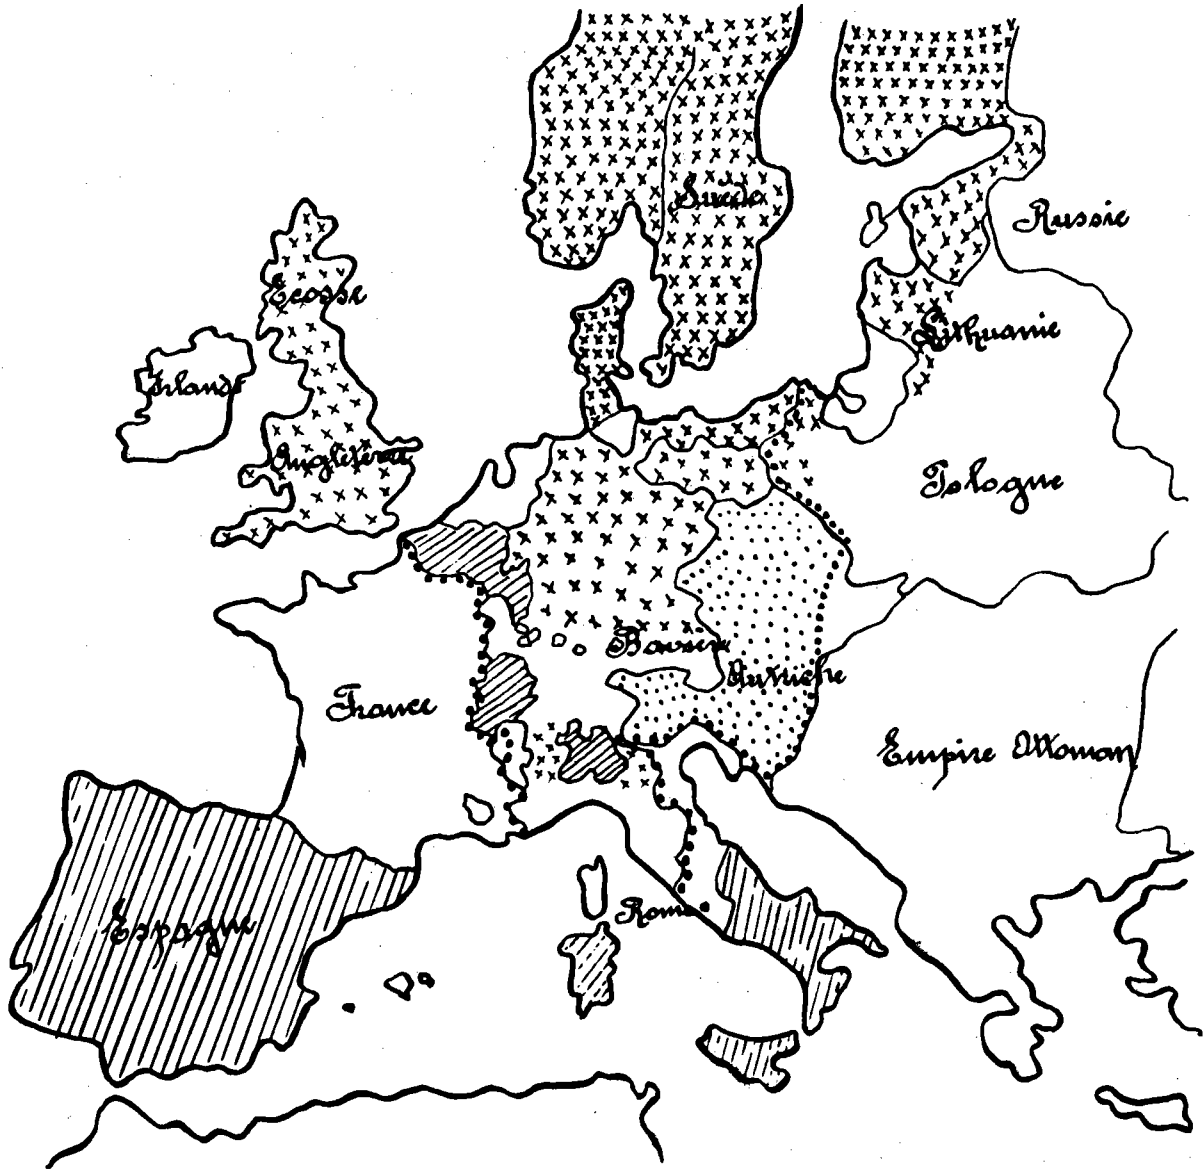 Suède
Russie
Ecosse
Lithuanie
Irlande
Angleterre
Pologne
Bavière
Autriche
France
Empire Ottoman
Rome
Espagne